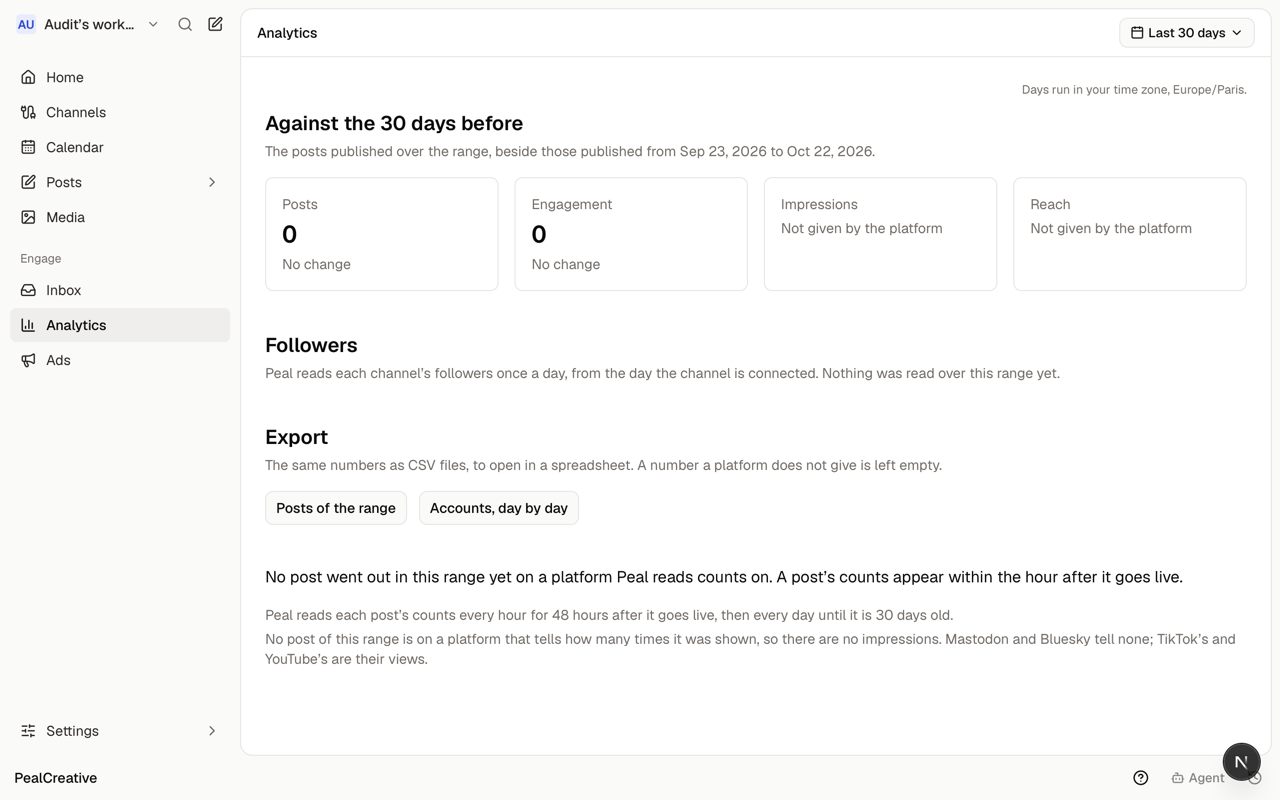 AU Audit's work...
Home
Channels
Calendar
Posts
Media
Engage
Inbox
Analytics
Ads
Settings
PealCreative
Analytics
Last 30 days
Days run in your time zone, Europe/Paris.
Against the 30 days before
The posts published over the range, beside those published from Sep 23, 2026 to Oct 22, 2026.
Posts
0
No change
Engagement
0
No change
Impressions
Not given by the platform
Reach
Not given by the platform
Followers
Peal reads each channel's followers once a day, from the day the channel is connected. Nothing was read over this range yet.
Export
The same numbers as CSV files, to open in a spreadsheet. A number a platform does not give is left empty.
Posts of the range
Accounts, day by day
No post went out in this range yet on a platform Peal reads counts on. A post's counts appear within the hour after it goes live.
Peal reads each post's counts every hour for 48 hours after it goes live, then every day until it is 30 days old.
No post of this range is on a platform that tells how many times it was shown, so there are no impressions. Mastodon and Bluesky tell none; TikTok's and
YouTube's are their views.
Agent
N